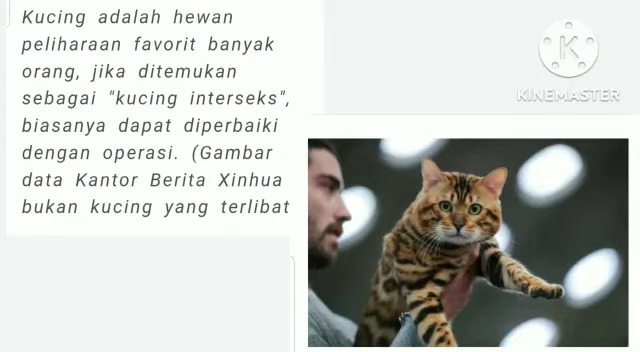 Kucing adalah hewan
peliharaan favorit banyak
orang, jika ditemukan
sebagai "kucing interseks",
biasanya dapat diperbaiki
dengan operasi. (Gambar
data Kantor Berita Xinhua
bukan kucing yang terlibat
K
KINEMASTER